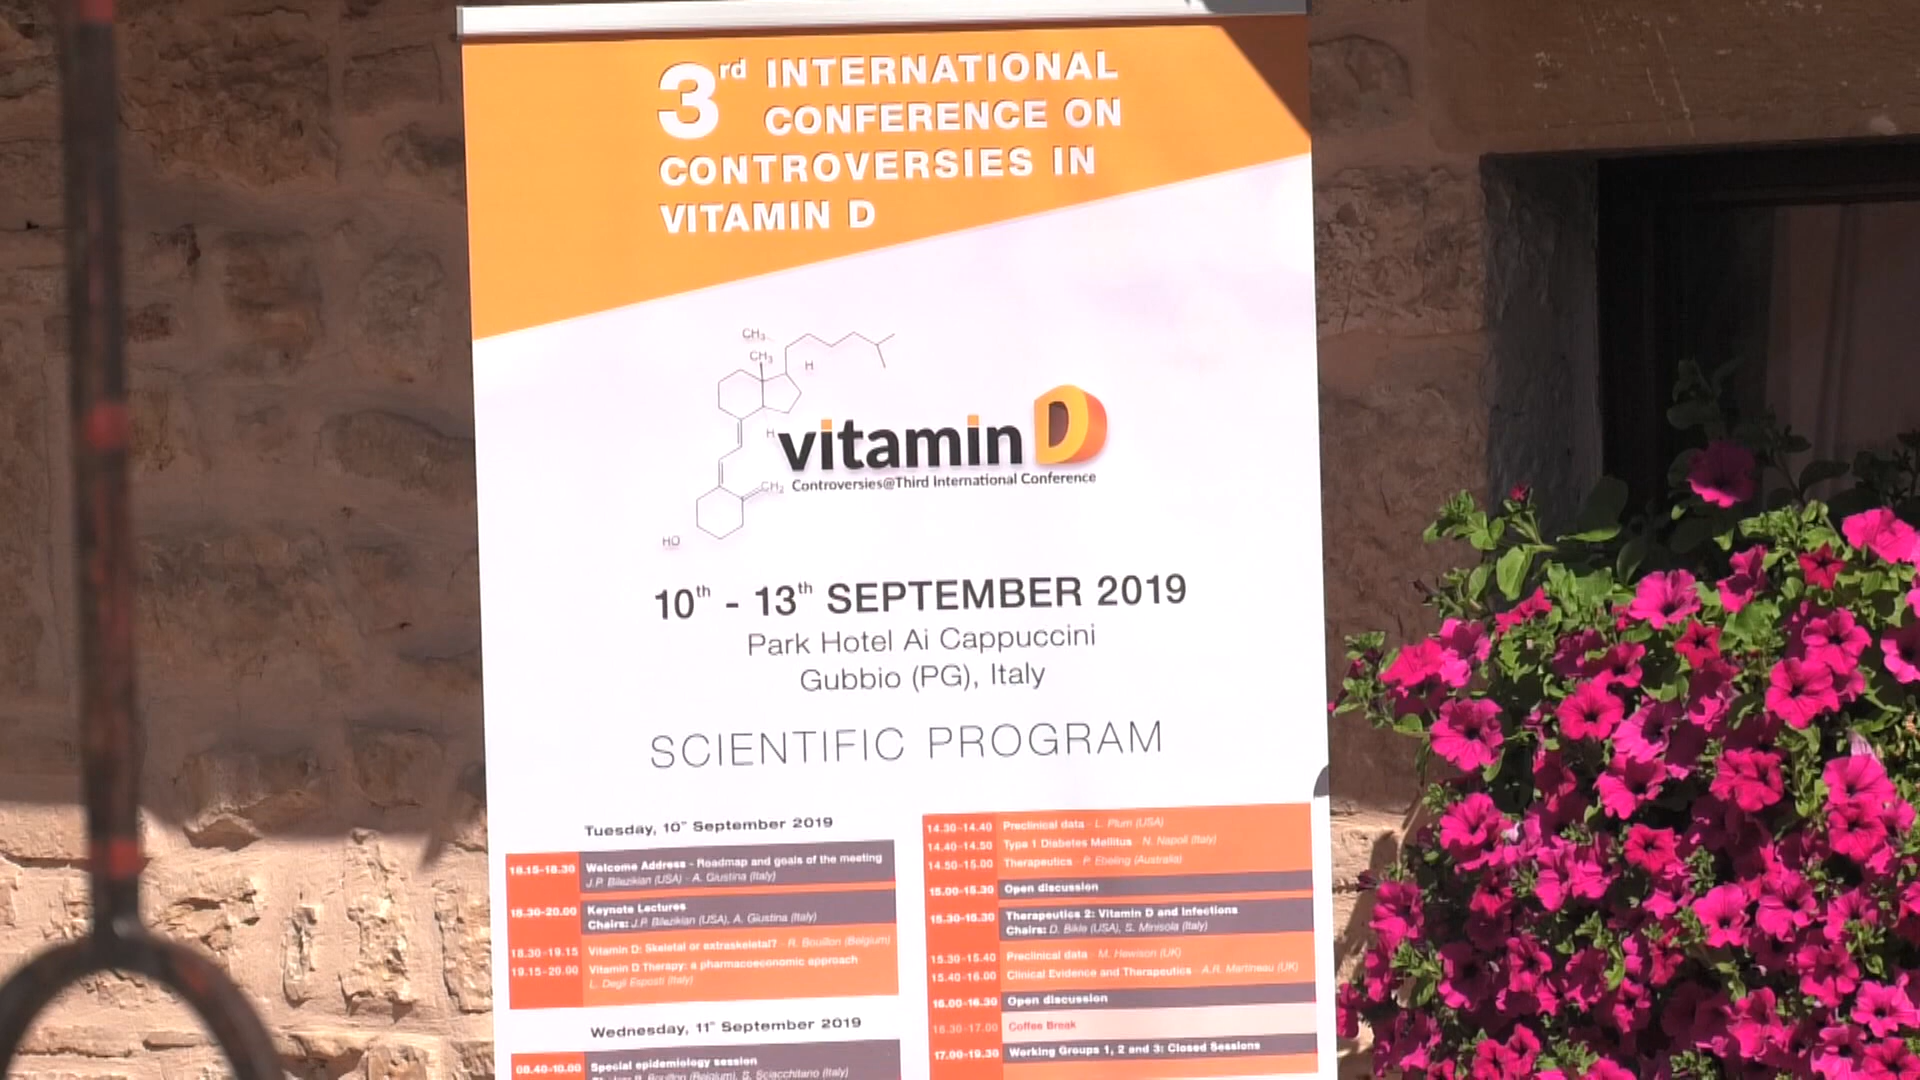 3rd INTERNATIONAL
CONFERENCE ON
CONTROVERSIES IN
VITAMIN D
CH3
CH3
H
H
vitamin D
CH2
Controversies@Third International Conference
HO
10th - 13th SEPTEMBER 2019
Park Hotel Ai Cappuccini
Gubbio (PG), Italy
SCIENTIFIC PROGRAM
Tuesday, 10th September 2019
18.15-18.30 Welcome Address - Roadmap and goals of the meeting
J.P. Bilezikian (USA) - A. Giustina (Italy)
18.30-20.00 Keynote Lectures
Chairs: J.P. Bilezikian (USA), A. Giustina (Italy)
18.30-19.15 Vitamin D: Skeletal or extraskeletal? - R. Bouillon (Belgium)
19.15-20.00 Vitamin D Therapy: a pharmacoeconomic approach
L. Degli Esposti (Italy)
Wednesday, 11th September 2019
08.40-10.00 Special epidemiology session
R. Bouillon (Belgium), S. Sciacchitano (Italy)
14.30-14.40 Preclinical data - L. Plum (USA)
14.40-14.50 Type 1 Diabetes Mellitus - N. Napoli (Italy)
14.50-15.00 Therapeutics - P. Ebeling (Australia)
15.00-15.30 Open discussion
15.30-16.30 Therapeutics 2: Vitamin D and Infections
Chairs: D. Bikle (USA), S. Minisola (Italy)
15.30-15.40 Preclinical data - M. Hewison (UK)
15.40-16.00 Clinical Evidence and Therapeutics - A.R. Martineau (UK)
16.00-16.30 Open discussion
16.30-17.00 Coffee Break
17.00-19.30 Working Groups 1, 2 and 3: Closed Sessions